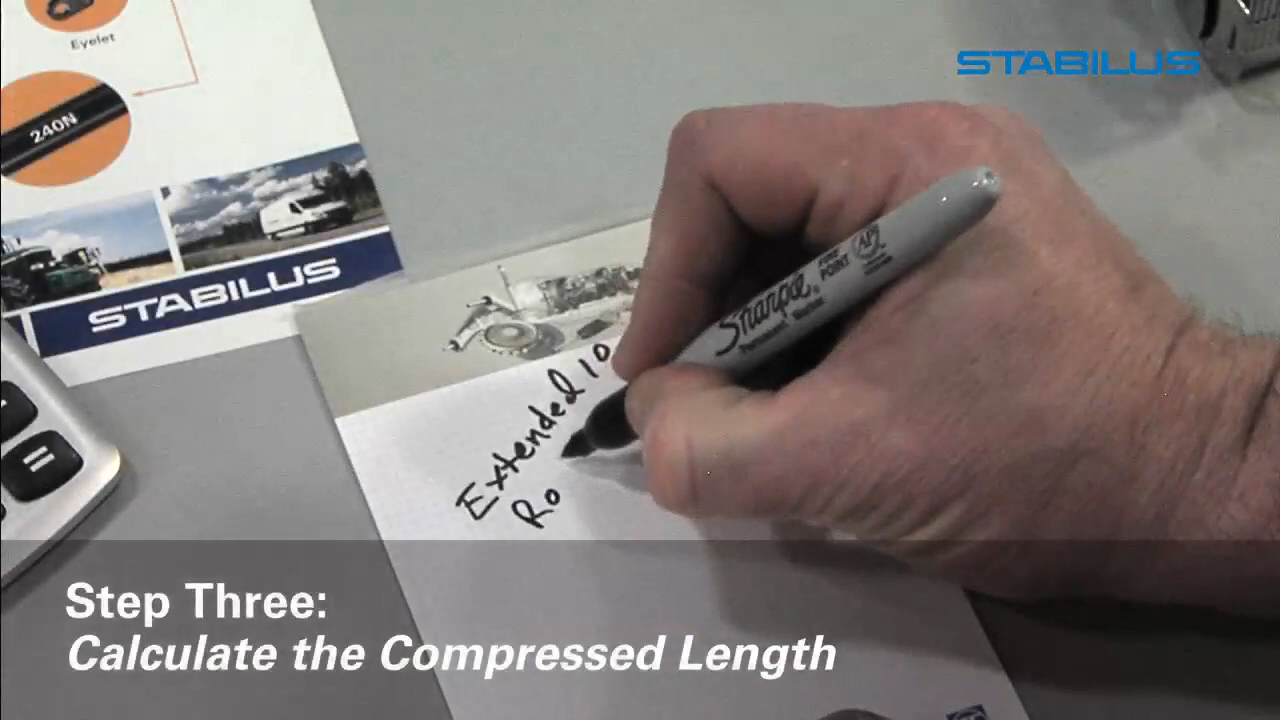 Eyelet
STABILUS
240N
STABILUS
Sharpie
FINE
POINT
AP
Permanent Marker
Extended 10
Ro
=
Step Three:
Calculate the Compressed Length